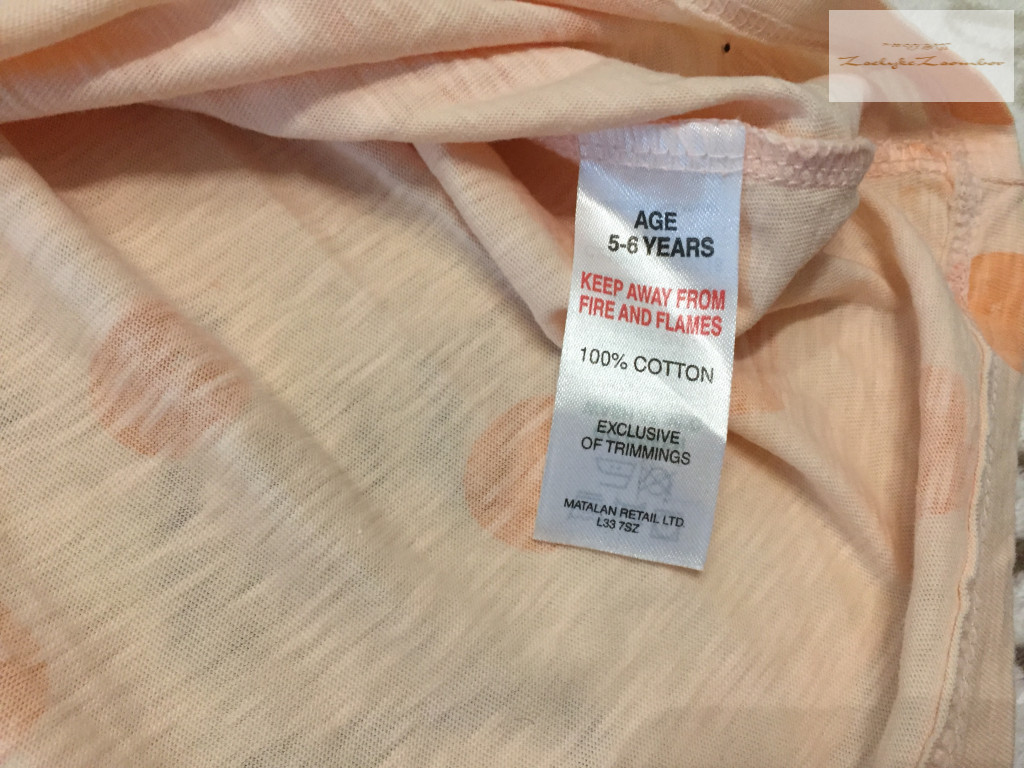 AGE
5-6 YEARS
KEEP AWAY FROM
FIRE AND FLAMES
100% COTTON
EXCLUSIVE
OF TRIMMINGS
MATALAN RETAIL LTD.
L33 7SZ